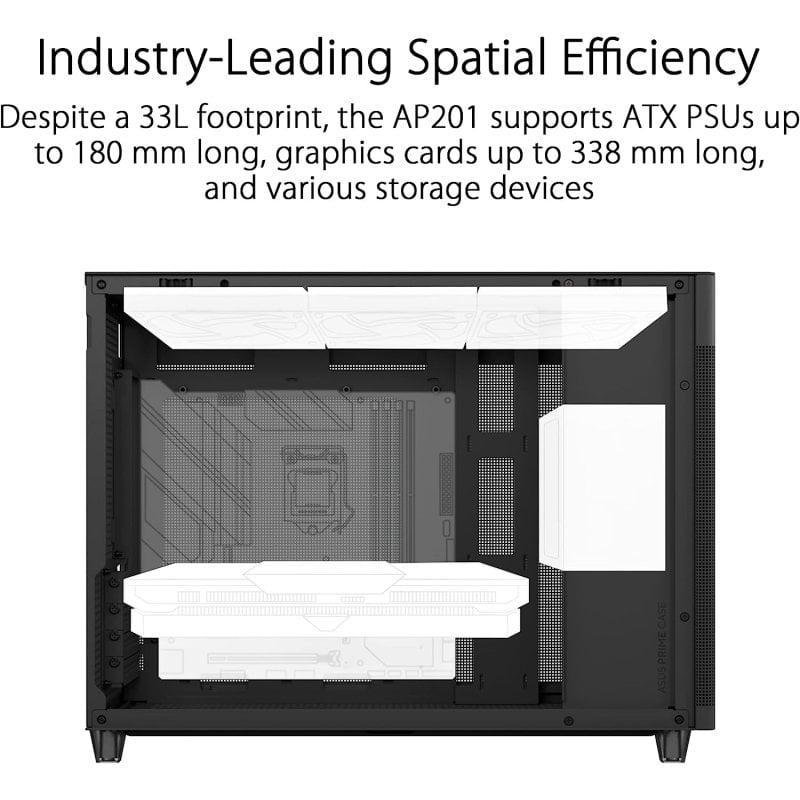 Industry-Leading Spatial Efficiency
Despite a 33L footprint, the AP201 supports ATX PSUs up
to 180 mm long, graphics cards up to 338 mm long,
and various storage devices
ASUS PRIME CASE